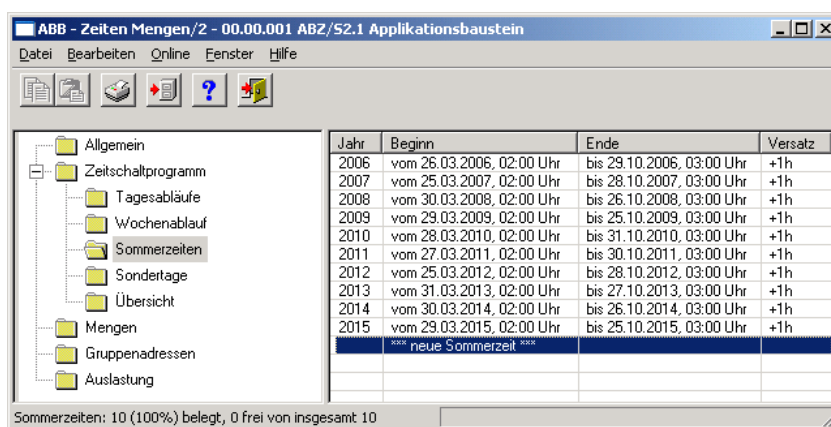 ABB - Zeiten Mengen/2 - 00.00.001 ABZ/S2.1 Applikationsbaustein
Datei Bearbeiten Online Fenster Hilfe
Allgemein
Zeitschaltprogramm
Tagesabläufe
Wochenablauf
Sommerzeiten
Sondertage
Übersicht
Mengen
Gruppenadressen
Auslastung
Jahr Beginn Ende Versatz
2006 vom 26.03.2006, 02:00 Uhr bis 29.10.2006, 03:00 Uhr +1h
2007 vom 25.03.2007, 02:00 Uhr bis 28.10.2007, 03:00 Uhr +1h
2008 vom 30.03.2008, 02:00 Uhr bis 26.10.2008, 03:00 Uhr +1h
2009 vom 29.03.2009, 02:00 Uhr bis 25.10.2009, 03:00 Uhr +1h
2010 vom 28.03.2010, 02:00 Uhr bis 31.10.2010, 03:00 Uhr +1h
2011 vom 27.03.2011, 02:00 Uhr bis 30.10.2011, 03:00 Uhr +1h
2012 vom 25.03.2012, 02:00 Uhr bis 28.10.2012, 03:00 Uhr +1h
2013 vom 31.03.2013, 02:00 Uhr bis 27.10.2013, 03:00 Uhr +1h
2014 vom 30.03.2014, 02:00 Uhr bis 26.10.2014, 03:00 Uhr +1h
2015 vom 29.03.2015, 02:00 Uhr bis 25.10.2015, 03:00 Uhr +1h
*** neue Sommerzeit ***
Sommerzeiten: 10 (100%) belegt, 0 frei von insgesamt 10